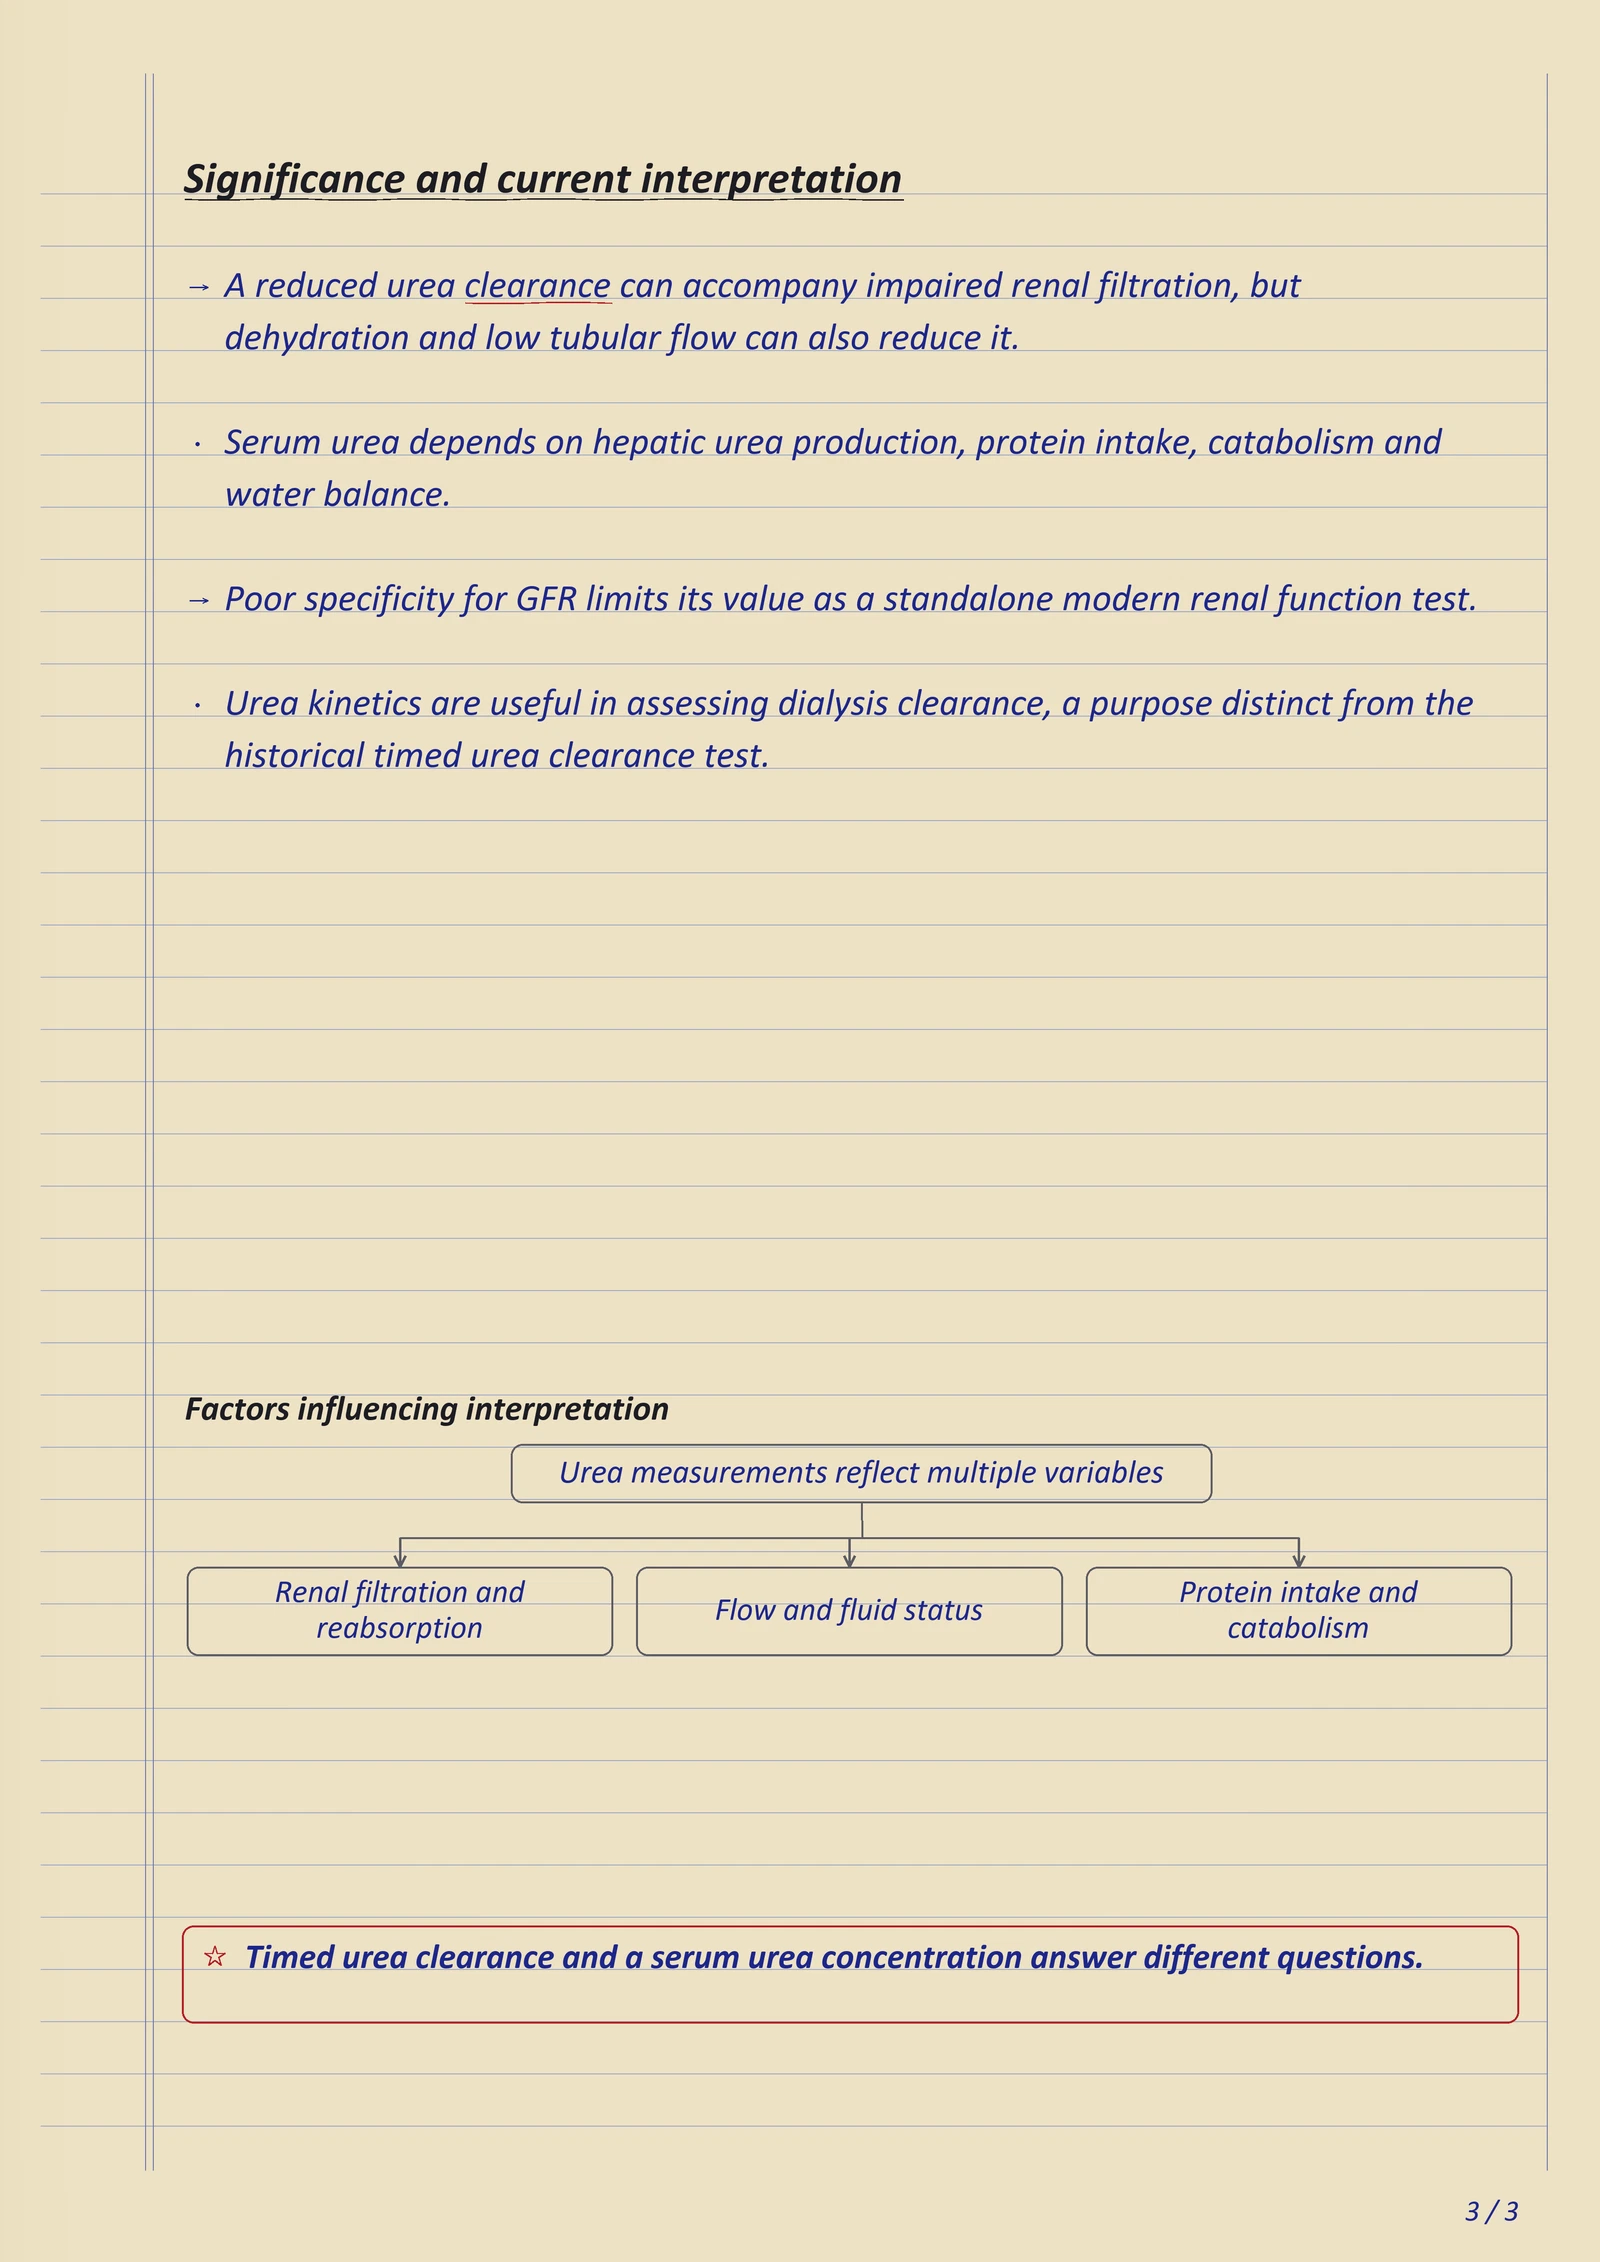 Significance and current interpretation
→ A reduced urea clearance can accompany impaired renal filtration, but
dehydration and low tubular flow can also reduce it.
· Serum urea depends on hepatic urea production, protein intake, catabolism and
water balance.
→ Poor specificity for GFR limits its value as a standalone modern renal function test.
· Urea kinetics are useful in assessing dialysis clearance, a purpose distinct from the
historical timed urea clearance test.
Factors influencing interpretation
Urea measurements reflect multiple variables
Renal filtration and
reabsorption
Flow and fluid status
Protein intake and
catabolism
☆ Timed urea clearance and a serum urea concentration answer different questions.
3 / 3